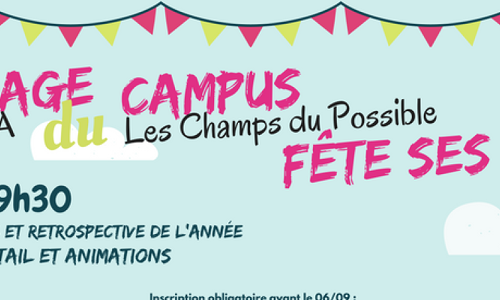 AGE CAMPUS
A du Les Champs du Possible
FÊTE SES
9h30
ET RETROSPECTIVE DE L'ANNÉE
TAIL ET ANIMATIONS
Inscription obligatoire avant le 06/09 :